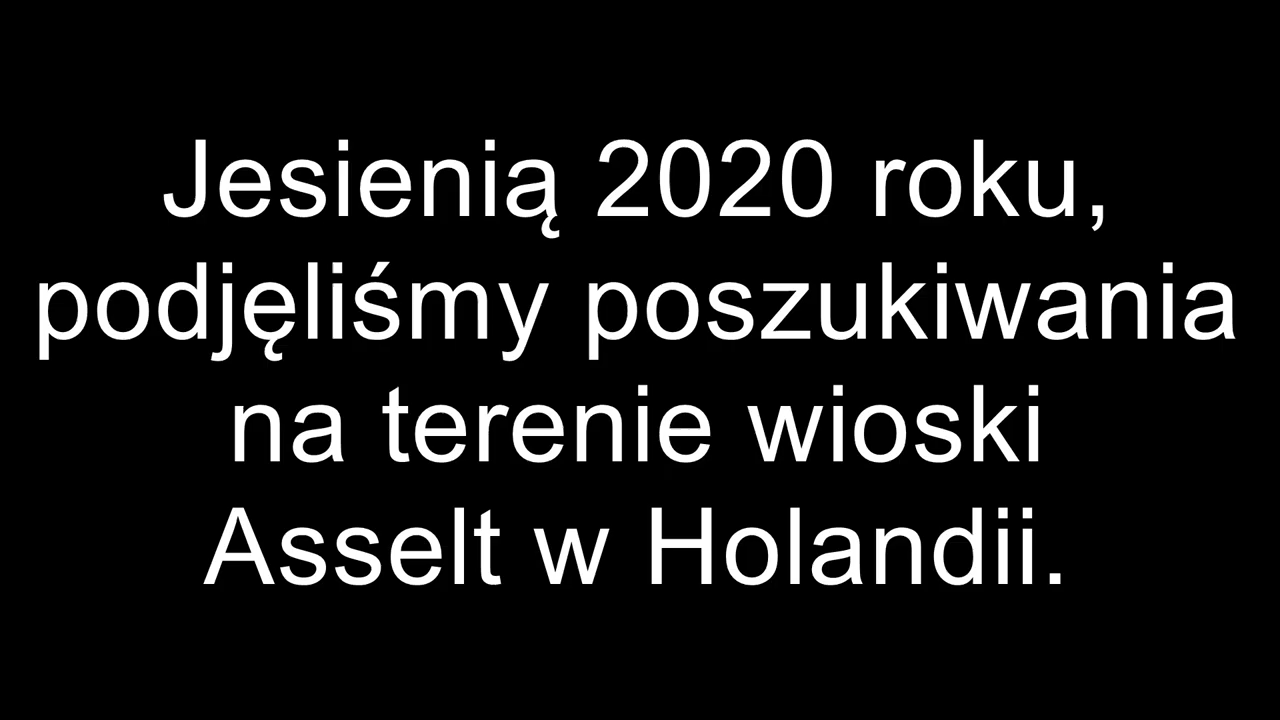 Jesienią 2020 roku,
podjęliśmy poszukiwania
na terenie wioski
Asselt w Holandii.